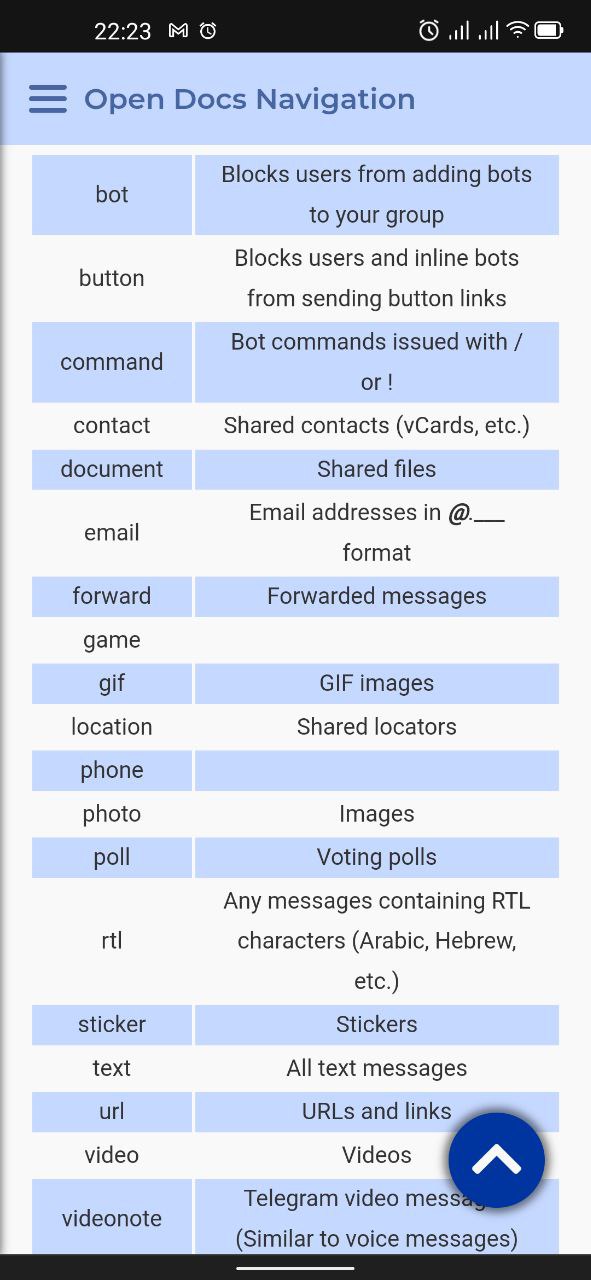 22:23
Open Docs Navigation
bot
Blocks users from adding bots
to your group
button
Blocks users and inline bots
from sending button links
command
Bot commands issued with /
or !
contact
Shared contacts (vCards, etc.)
document
Shared files
email
Email addresses in @.___
format
forward
Forwarded messages
game
gif
GIF images
location
Shared locators
phone
photo
Images
poll
Voting polls
rtl
Any messages containing RTL
characters (Arabic, Hebrew,
etc.)
sticker
Stickers
text
All text messages
url
URLs and links
video
Videos
videonote
Telegram video
(Similar to voice messages)